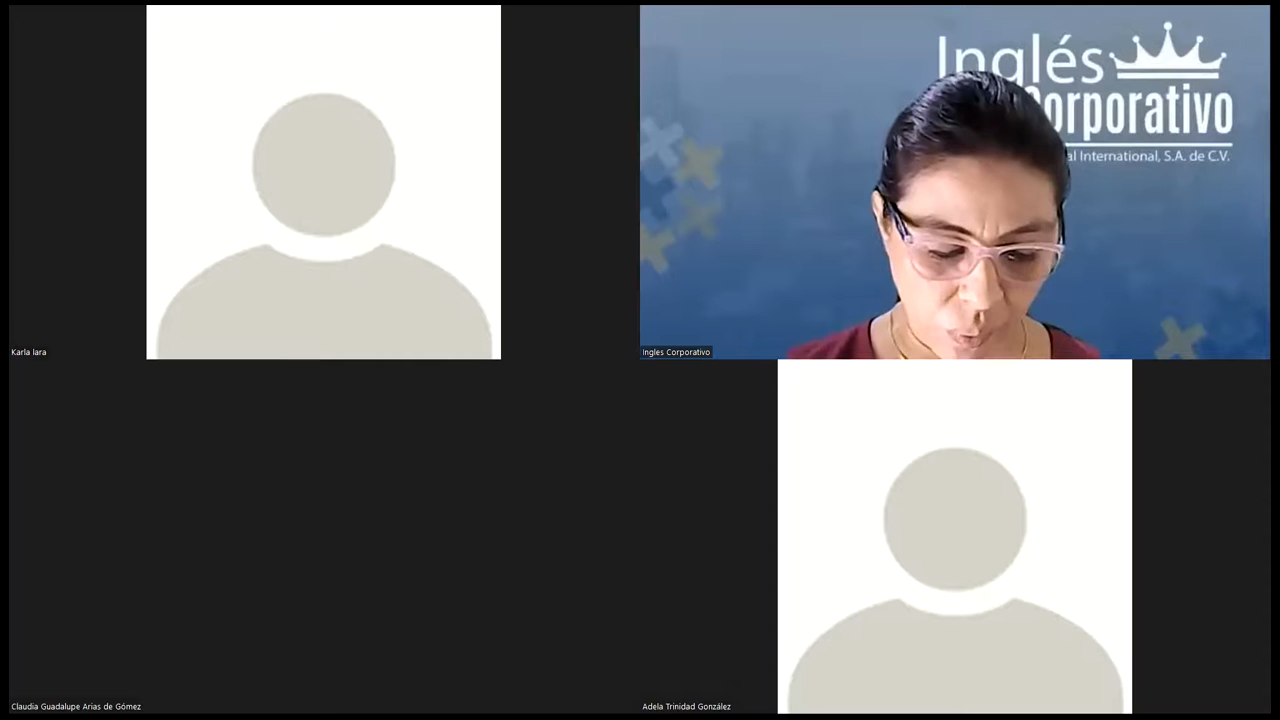 Inglés
Corporativo
al International, S.A. de C.V.
Karla lara
Ingles Corporativo
Claudia Guadalupe Arias de Gómez
Adela Trinidad González